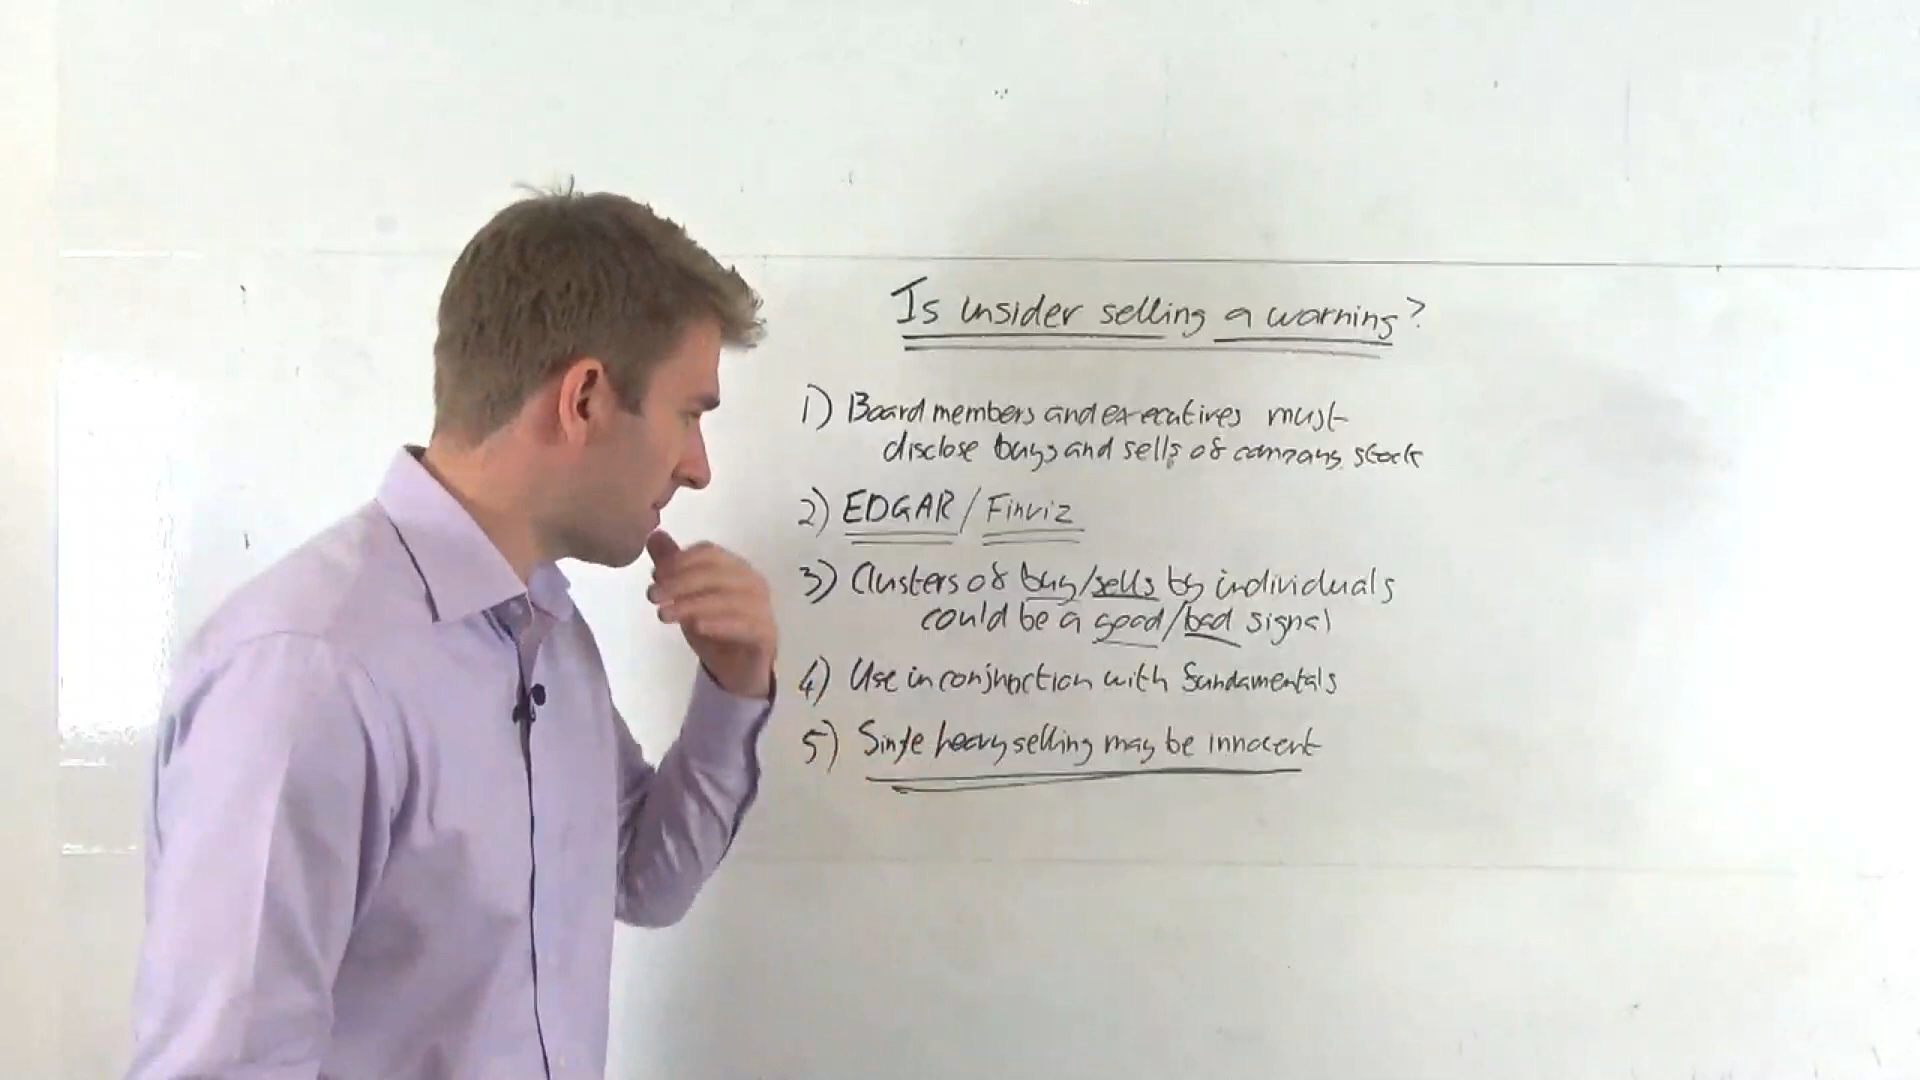 Is insider selling a warning?
1) Board members and executives must
disclose buys and sells of company stock
2) EDGAR / Finviz
3) Clusters of buy/sells by individuals
could be a good/bad signal
4) Use in conjunction with fundamentals
5) Single heavy selling may be innocent